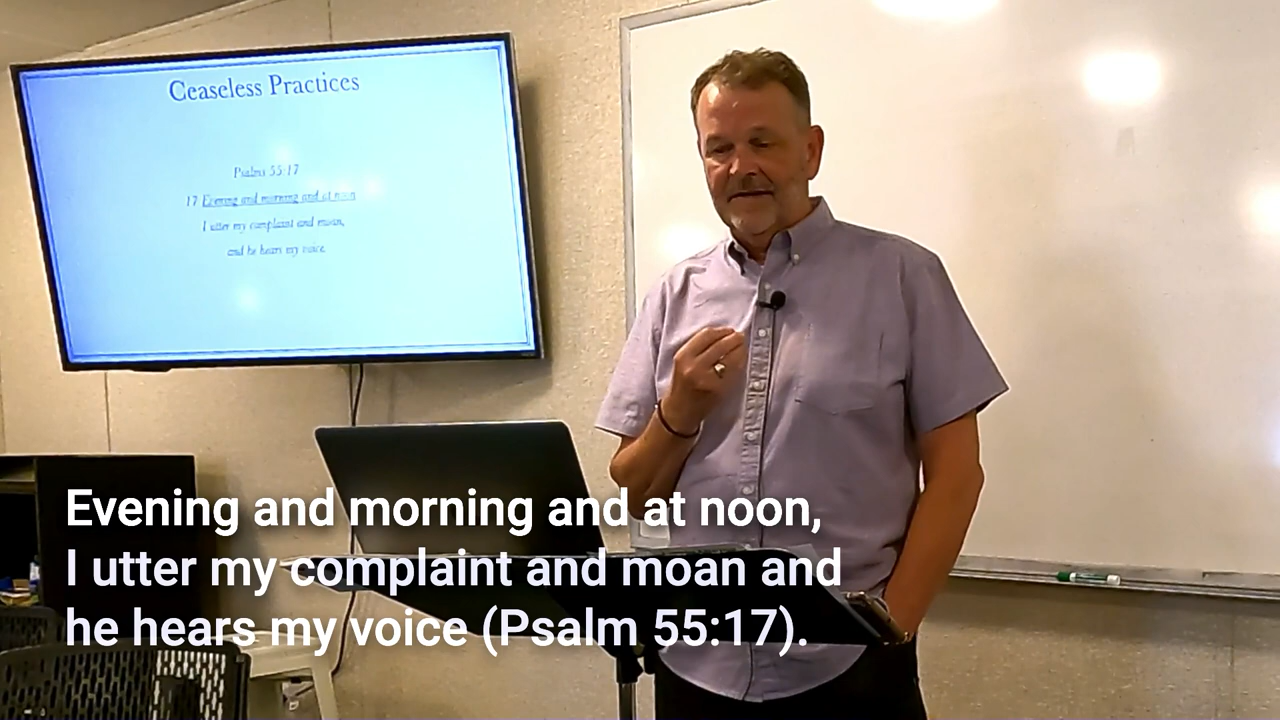 Ceaseless Practices
Psalms 55:17
17 Evening and morning and at noon
I utter my complaint and moan,
and he hears my voice.
Evening and morning and at noon,
I utter my complaint and moan and
he hears my voice (Psalm 55:17).